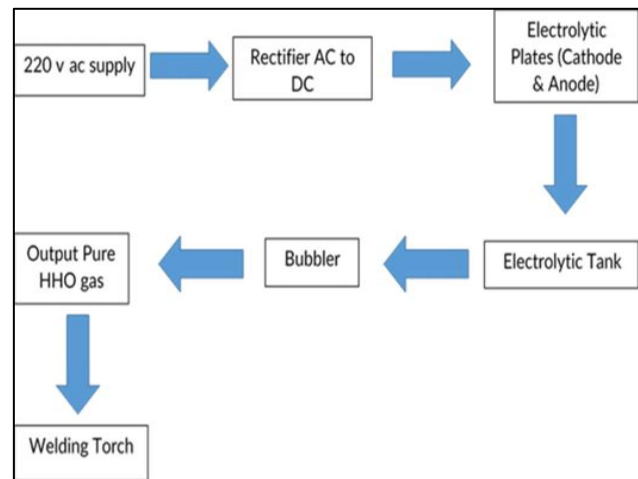 220 v ac supply
Rectifier AC to
DC
Electrolytic
Plates (Cathode
& Anode)
Electrolytic Tank
Bubbler
Output Pure
HHO gas
Welding Torch